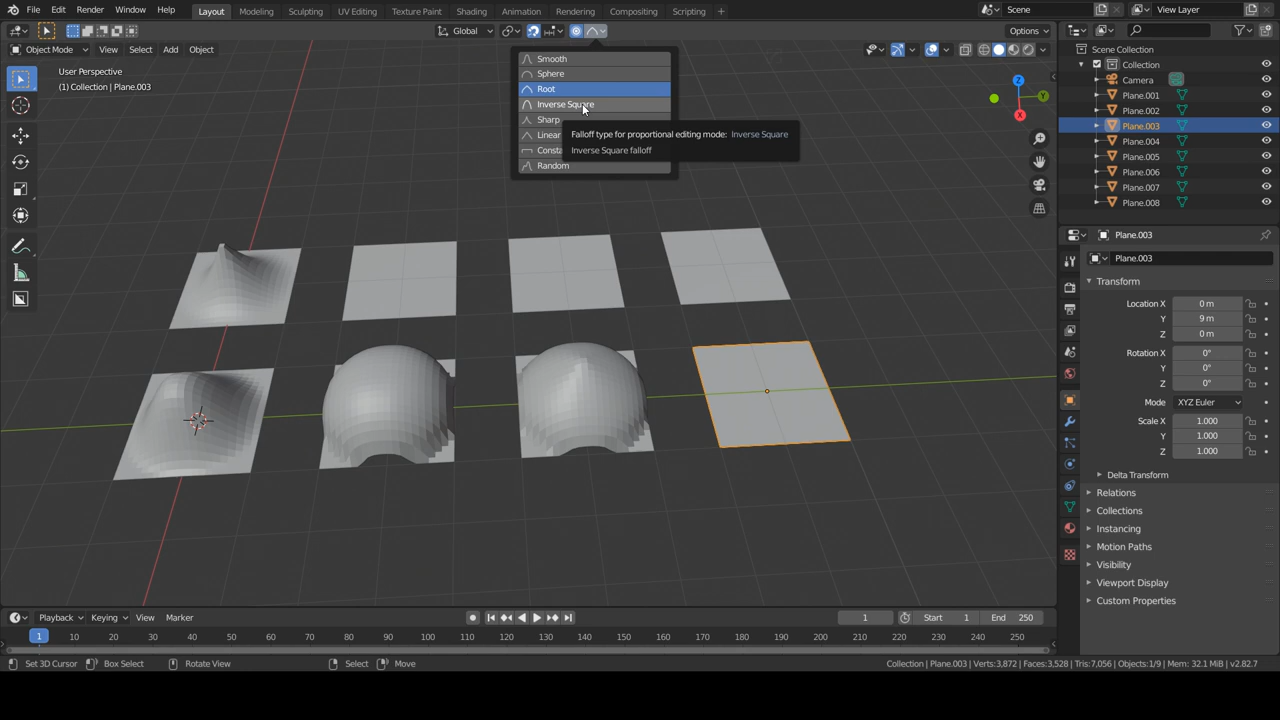 File Edit Render Window Help Layout Modeling Sculpting UV Editing Texture Paint Shading Animation Rendering Compositing Scripting + Scene View Layer
Global Options
Object Mode View Select Add Object
User Perspective
(1) Collection | Plane.003
Smooth
Sphere
Root
Inverse Square
Sharp
Linear
Consta
Random
Falloff type for proportional editing mode: Inverse Square
Inverse Square falloff
Z
Y
X
Scene Collection
Collection
Camera
Plane.001
Plane.002
Plane.003
Plane.004
Plane.005
Plane.006
Plane.007
Plane.008
Plane.003
Plane.003
Transform
Location X 0 m
Y 9 m
Z 0 m
Rotation X 0°
Y 0°
Z 0°
Mode XYZ Euler
Scale X 1.000
Y 1.000
Z 1.000
Delta Transform
Relations
Collections
Instancing
Motion Paths
Visibility
Viewport Display
Custom Properties
Playback Keying View Marker 1 Start 1 End 250
1 10 20 30 40 50 60 70 80 90 100 110 120 130 140 150 160 170 180 190 200 210 220 230 240 250
Set 3D Cursor Box Select Rotate View Select Move Collection | Plane.003 | Verts:3,872 | Faces:3,528 | Tris:7,056 | Objects:1/9 | Mem: 32.1 MiB | v2.82.7